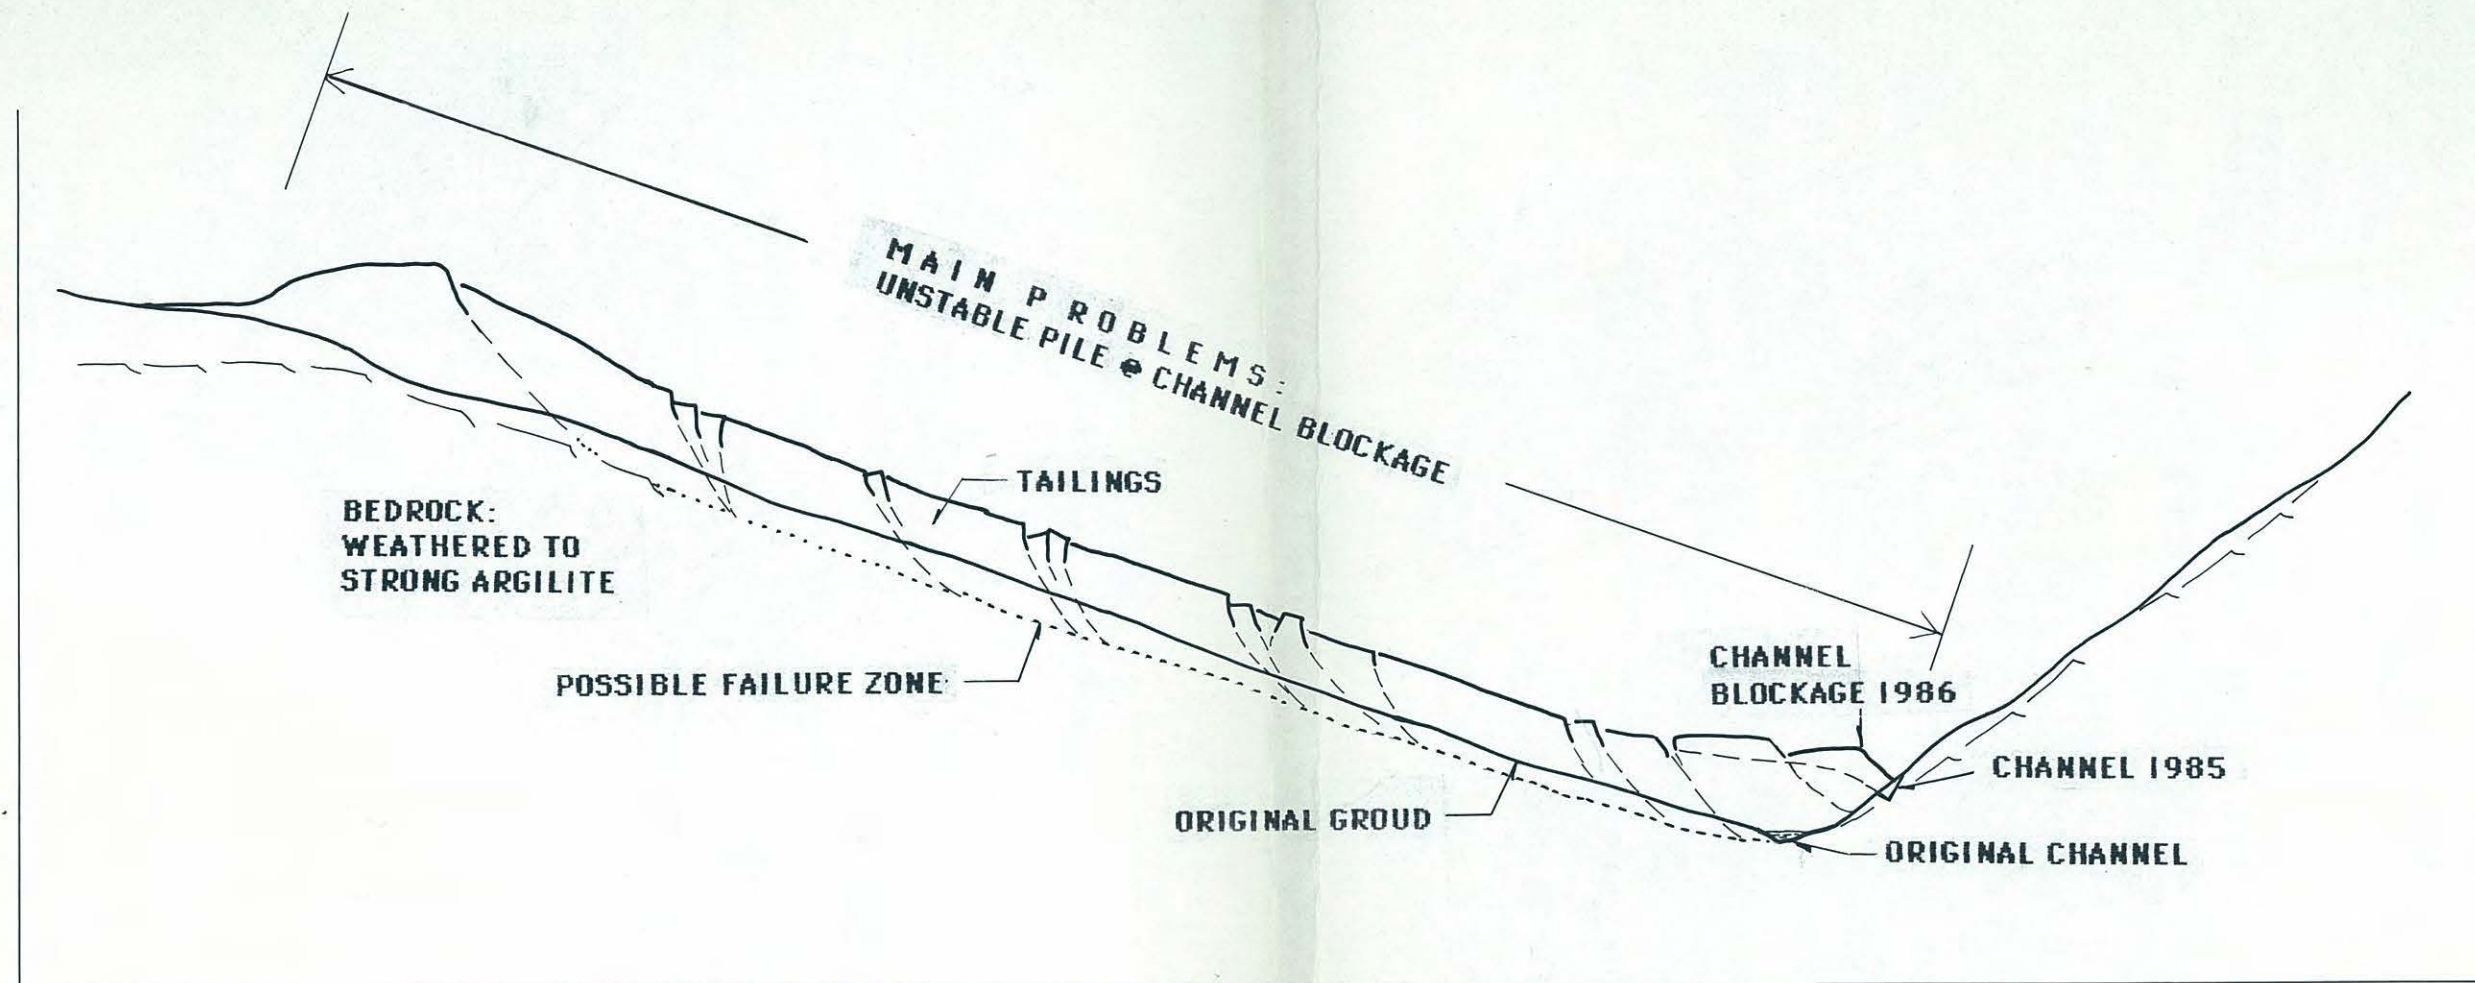 MAIN PROBLEMS:
UNSTABLE PILE @ CHANNEL BLOCKAGE
TAILINGS
BEDROCK:
WEATHERED TO
STRONG ARGILITE
POSSIBLE FAILURE ZONE
CHANNEL
BLOCKAGE 1986
CHANNEL 1985
ORIGINAL GROUD
ORIGINAL CHANNEL